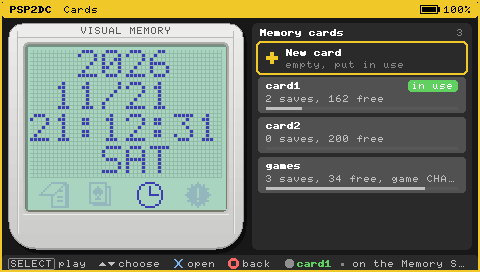 PSP2DC Cards 100%
VISUAL MEMORY
2026
11/21
21:12:31
SAT
Memory cards 3
New card
empty, put in use
card1 in use
2 saves, 162 free
card2
0 saves, 200 free
games
3 saves, 34 free, game CHA…
SELECT play choose X open back card1 • on the Memory S…